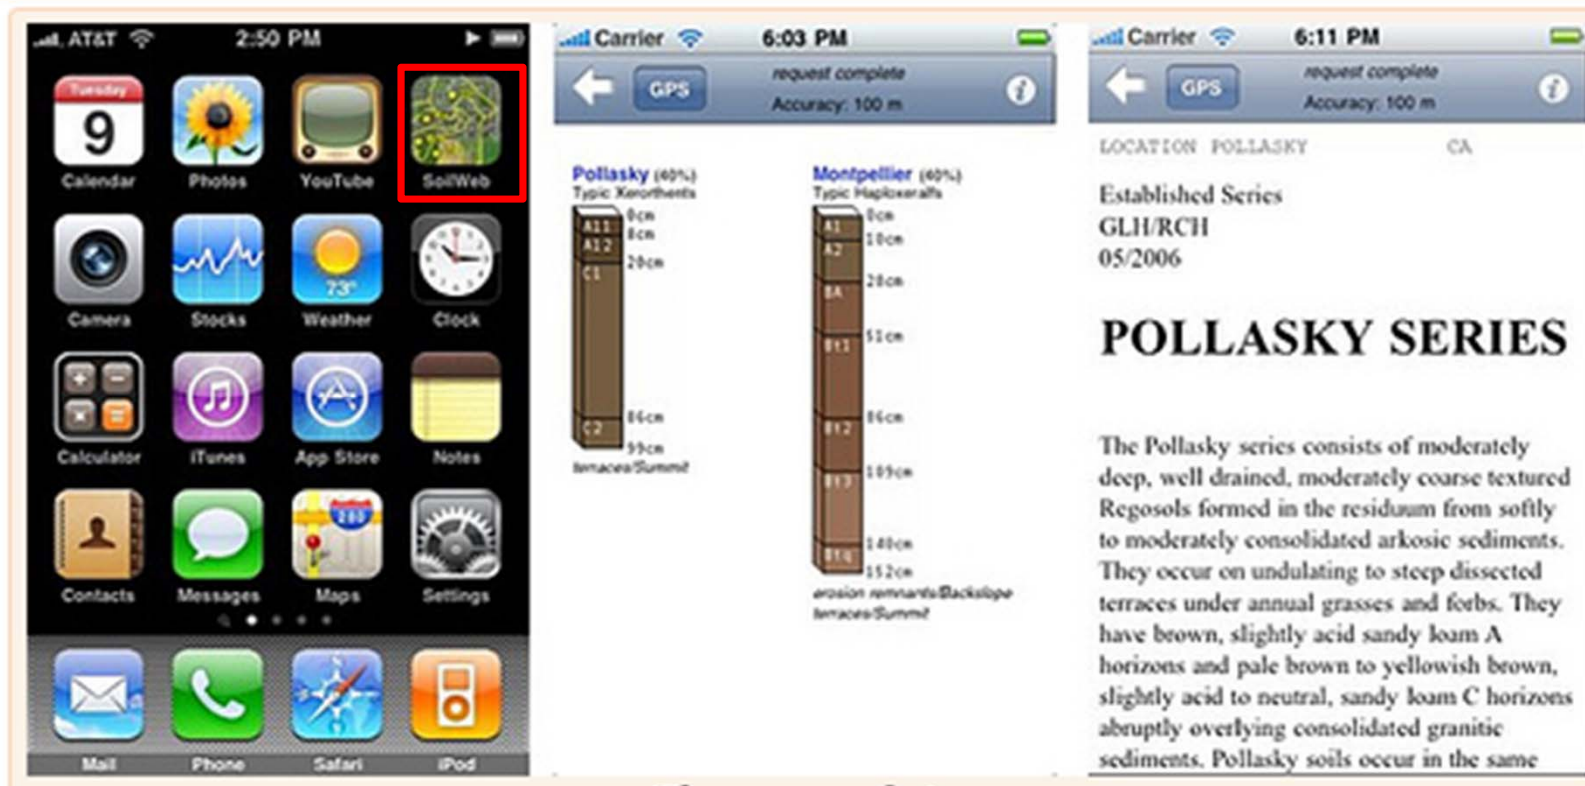 AT&T 2:50 PM
Tuesday
9
Calendar Photos YouTube SoilWeb
73°
Camera Stocks Weather Clock
Calculator iTunes App Store Notes
280
Contacts Messages Maps Settings
Mail Phone Safari iPod
Carrier 6:03 PM
GPS
request complete
Accuracy: 100 m
i
Pollasky (40%)
Typic Xerorthents
0cm
A11
8cm
A12
20cm
C1
86cm
C2
99cm
terraces/Summit
Montpellier (40%)
Typic Haploxeralfs
0cm
A1
10cm
A2
28cm
BA
51cm
Bt1
86cm
Bt2
109cm
Bt3
140cm
Btq
152cm
erosion remnants/Backslope
terraces/Summit
Carrier 6:11 PM
GPS
request complete
Accuracy: 100 m
i
LOCATION POLLASKY CA
Established Series
GLH/RCH
05/2006
POLLASKY SERIES
The Pollasky series consists of moderately
deep, well drained, moderately coarse textured
Regosols formed in the residuum from softly
to moderately consolidated arkosic sediments.
They occur on undulating to steep dissected
terraces under annual grasses and forbs. They
have brown, slightly acid sandy loam A
horizons and pale brown to yellowish brown,
slightly acid to neutral, sandy loam C horizons
abruptly overlying consolidated granitic
sediments. Pollasky soils occur in the same